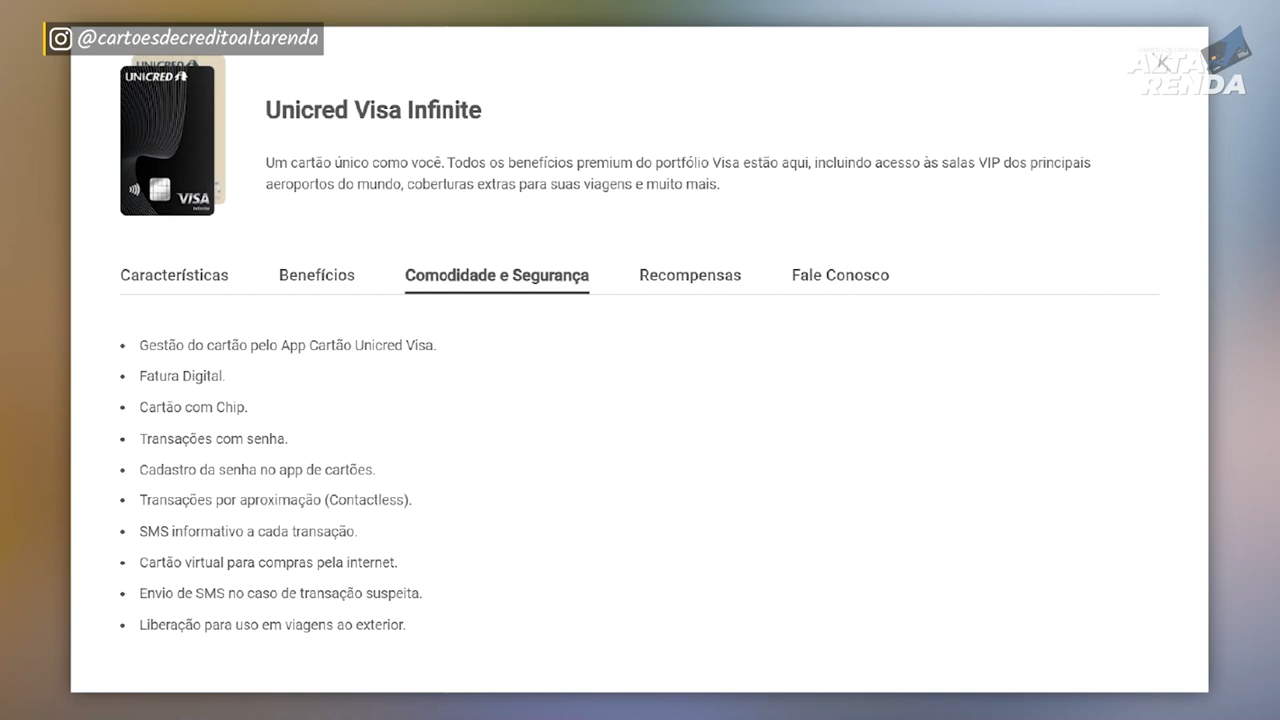 @cartoesdecreditoaltarenda
ALTA
RENDA
UNICRED
UNICRED
VISA
Infinite
Unicred Visa Infinite
Um cartão único como você. Todos os benefícios premium do portfólio Visa estão aqui, incluindo acesso às salas VIP dos principais
aeroportos do mundo, coberturas extras para suas viagens e muito mais.
Características Benefícios Comodidade e Segurança Recompensas Fale Conosco
• Gestão do cartão pelo App Cartão Unicred Visa.
• Fatura Digital.
• Cartão com Chip.
• Transações com senha.
• Cadastro da senha no app de cartões.
• Transações por aproximação (Contactless).
• SMS informativo a cada transação.
• Cartão virtual para compras pela internet.
• Envio de SMS no caso de transação suspeita.
• Liberação para uso em viagens ao exterior.